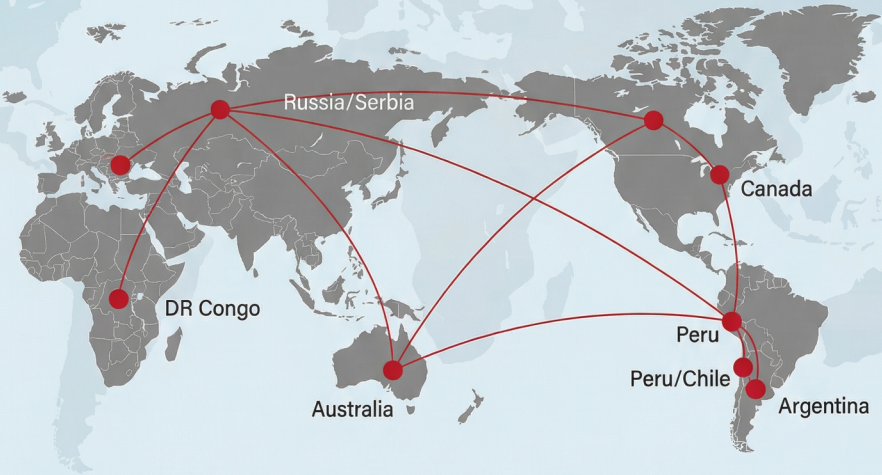 Russia/Serbia
Canada
DR Congo
Peru
Peru/Chile
Australia
Argentina